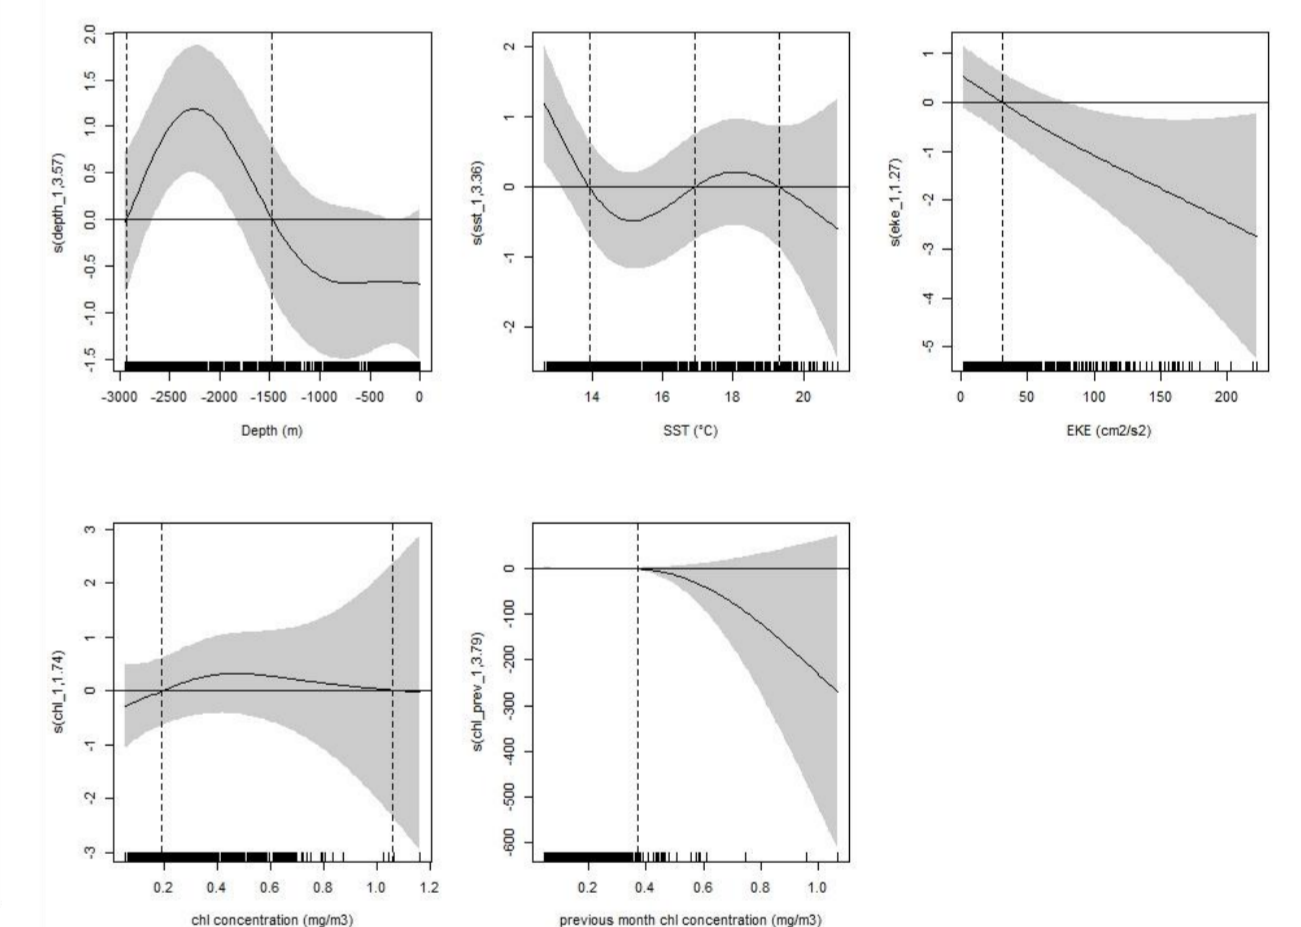 s(depth_1,3.57)
2.0
1.5
1.0
0.5
0.0
-0.5
-1.0
-1.5
-3000 -2500 -2000 -1500 -1000 -500 0
Depth (m)
s(sst_1,3.36)
2
1
0
-1
-2
14 16 18 20
SST (°C)
s(eke_1,1.27)
1
0
-1
-2
-3
-4
-5
0 50 100 150 200
EKE (cm2/s2)
s(chl_1,1.74)
3
2
1
0
-1
-2
-3
0.2 0.4 0.6 0.8 1.0 1.2
chl concentration (mg/m3)
s(chl_prev_1,3.79)
0
-100
-200
-300
-400
-500
-600
0.2 0.4 0.6 0.8 1.0
previous month chl concentration (mg/m3)